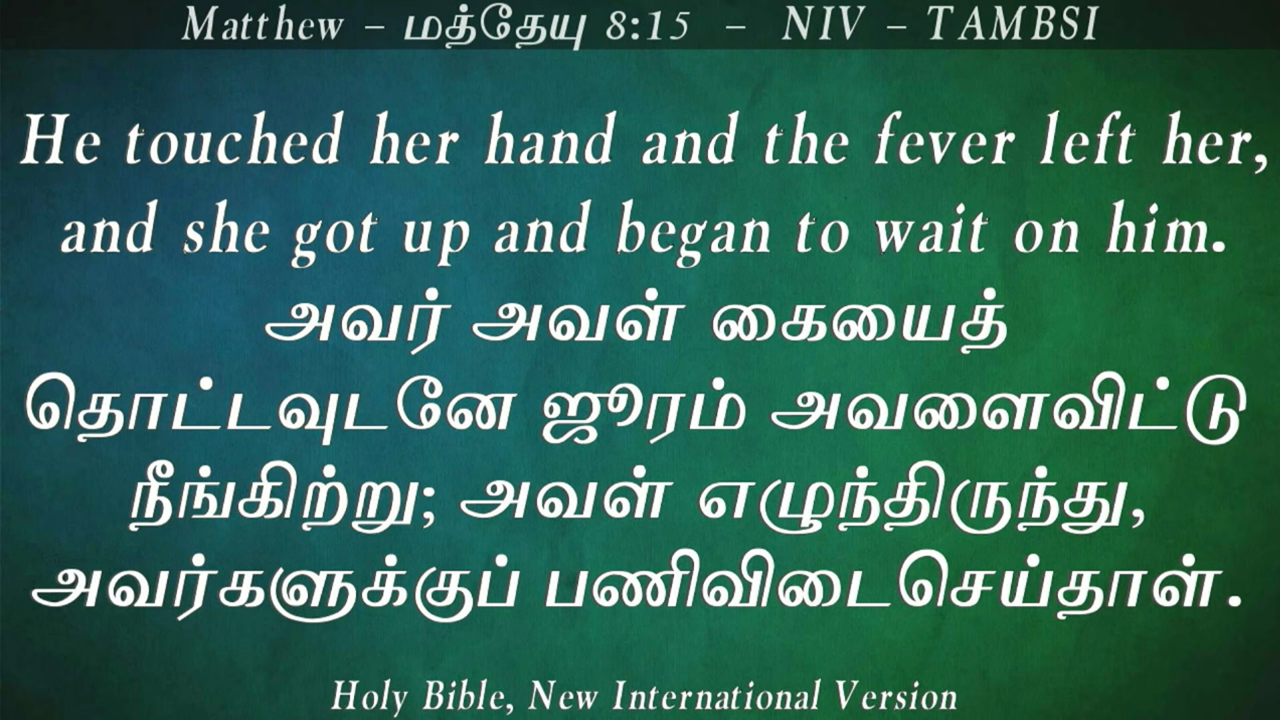 Matthew – மத்தேயு 8:15 – NIV – TAMBSI
He touched her hand and the fever left her,
and she got up and began to wait on him.
அவர் அவள் கையைத்
தொட்டவுடனே ஜூரம் அவளைவிட்டு
நீங்கிற்று; அவள் எழுந்திருந்து,
அவர்களுக்குப் பணிவிடைசெய்தாள்.
Holy Bible, New International Version